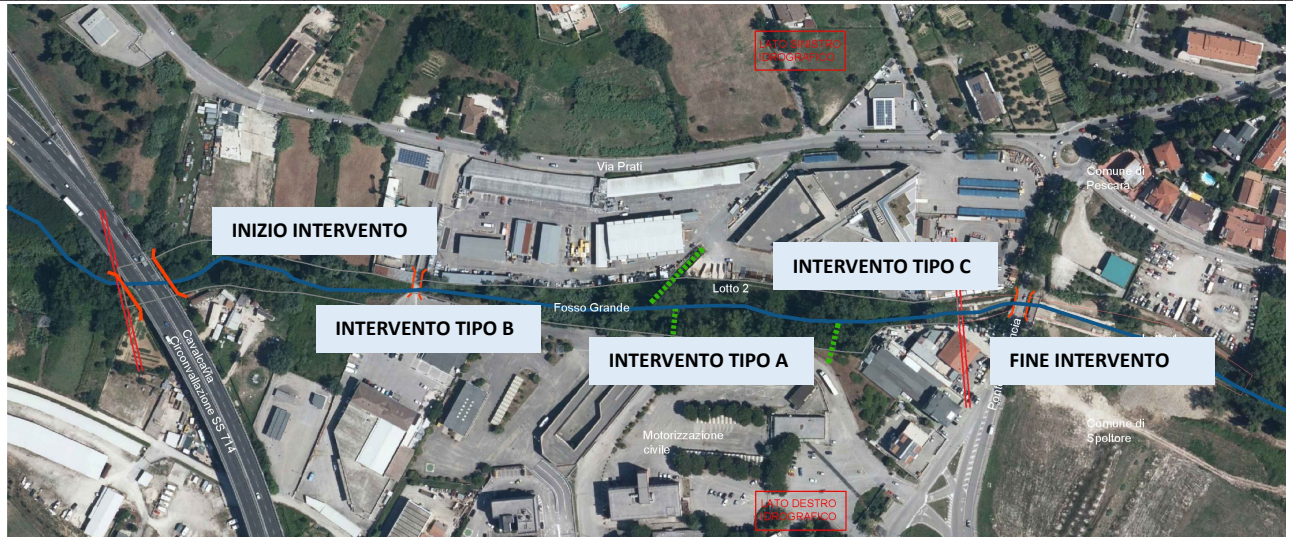 LATO SINISTRO
IDROGRAFICO
Via Prati
Comune di
Pescara
INIZIO INTERVENTO
INTERVENTO TIPO C
Lotto 2
Fosso Grande
INTERVENTO TIPO B
INTERVENTO TIPO A
FINE INTERVENTO
Cavalcavia
Circonvallazione SS 714
Motorizzazione
civile
Comune di
Spoltore
LATO DESTRO
IDROGRAFICO